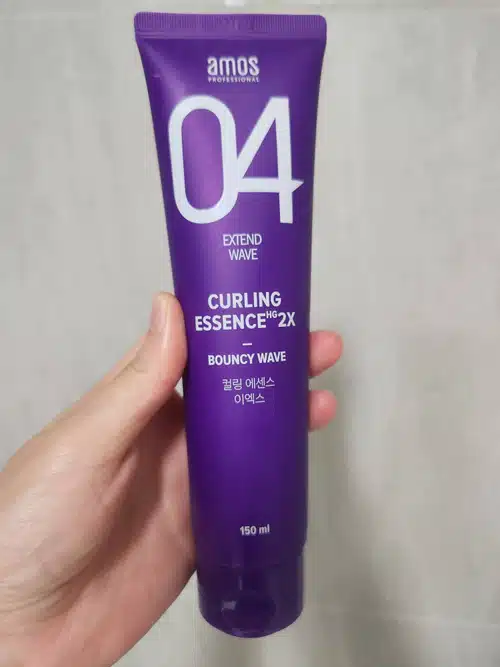 amos
PROFESSIONAL
04
EXTEND
WAVE
CURLING
ESSENCE HG 2X
BOUNCY WAVE
컬링 에센스
이엑스
150 ml